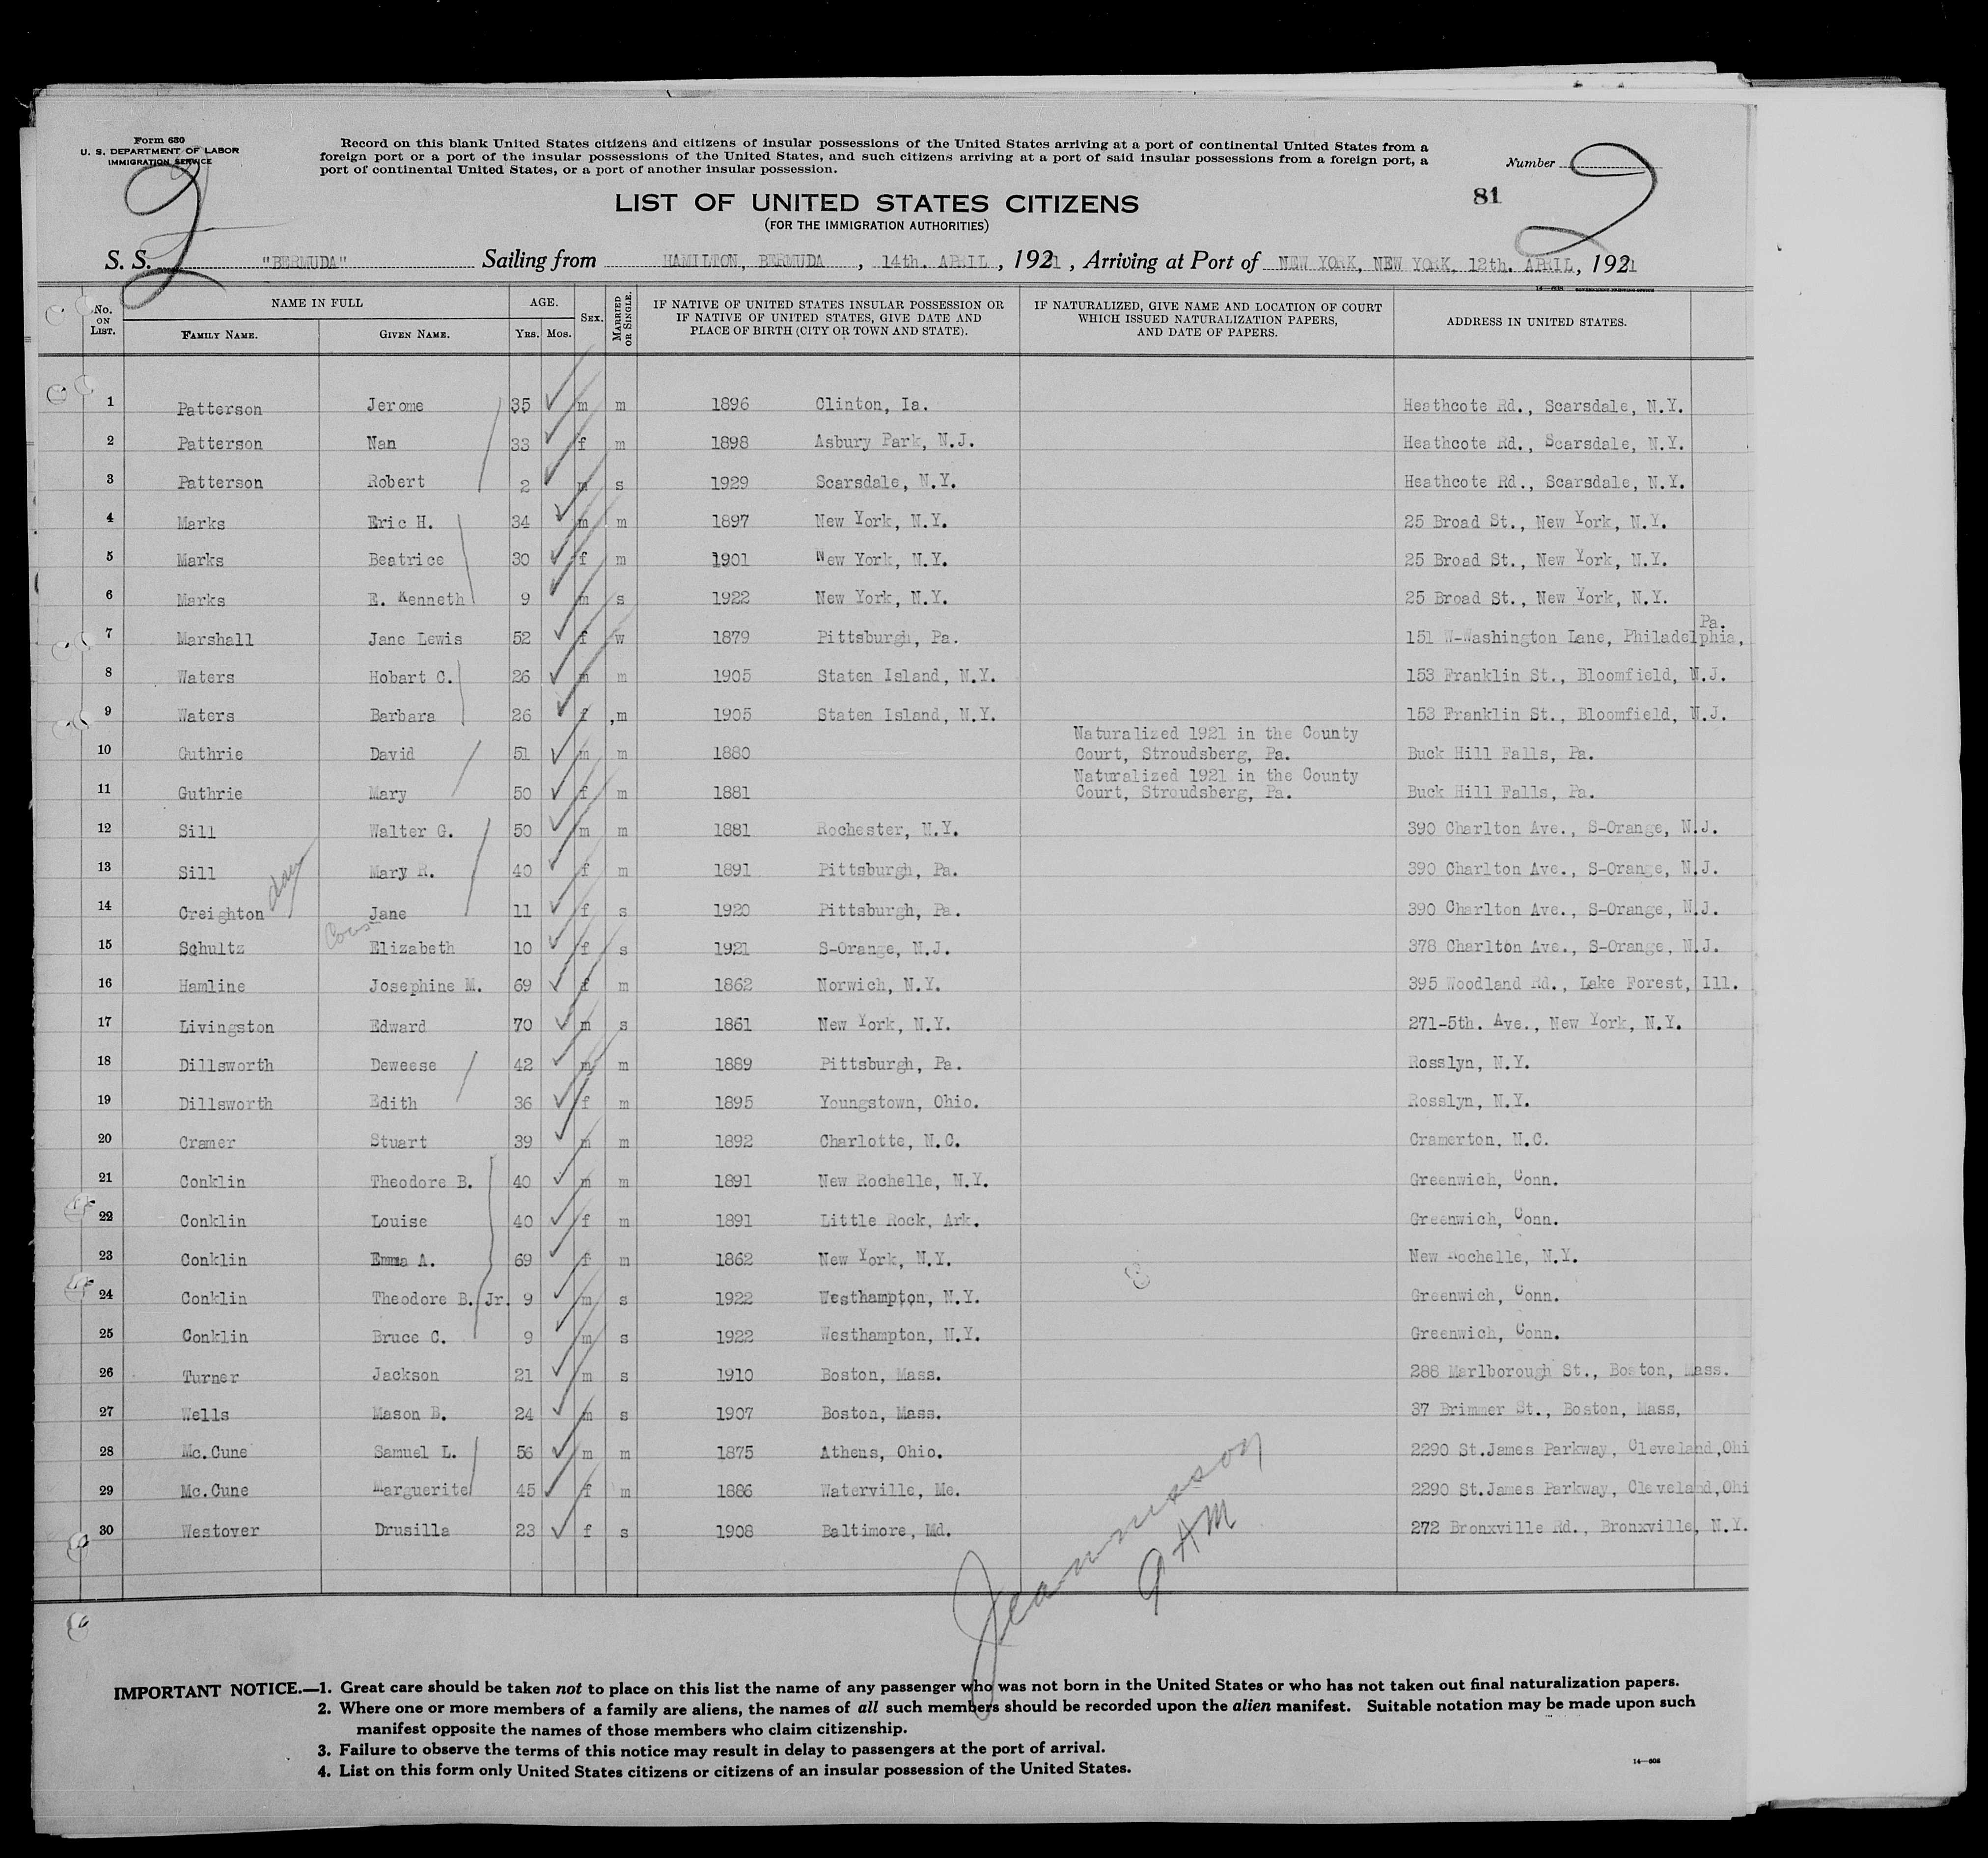 Form 630
U. S. DEPARTMENT OF LABOR
IMMIGRATION SERVICE
2
Record on this blank United States citizens and citizens of insular possessions of the United States arriving at a port of continental United States from a
foreign port or a port of the insular possessions of the United States, and such citizens arriving at a port of said insular possessions from a foreign port, a
port of continental United States, or a port of another insular possession.
Number 2
81
LIST OF UNITED STATES CITIZENS
(FOR THE IMMIGRATION AUTHORITIES)
S. S. "BERMUDA" Sailing from HAMILTON, BERMUDA, 14th. APRIL, 1921, Arriving at Port of NEW YORK, NEW YORK, 12th. APRIL, 1921
No. ON LIST. NAME IN FULL FAMILY NAME. GIVEN NAME. AGE. YRS. MOS. SEX. MARRIED OR SINGLE. IF NATIVE OF UNITED STATES INSULAR POSSESSION OR IF NATIVE OF UNITED STATES, GIVE DATE AND PLACE OF BIRTH (CITY OR TOWN AND STATE). IF NATURALIZED, GIVE NAME AND LOCATION OF COURT WHICH ISSUED NATURALIZATION PAPERS, AND DATE OF PAPERS. ADDRESS IN UNITED STATES.
1 Patterson Jerome 35 m m 1896 Clinton, Ia. Heathcote Rd., Scarsdale, N.Y.
2 Patterson Nan 33 f m 1898 Asbury Park, N.J. Heathcote Rd., Scarsdale, N.Y.
3 Patterson Robert 2 m s 1929 Scarsdale, N.Y. Heathcote Rd., Scarsdale, N.Y.
4 Marks Eric H. 34 m m 1897 New York, N.Y. 25 Broad St., New York, N.Y.
5 Marks Beatrice 30 f m 1901 New York, N.Y. 25 Broad St., New York, N.Y.
6 Marks E. Kenneth 9 m s 1922 New York, N.Y. 25 Broad St., New York, N.Y.
7 Marshall Jane Lewis 52 f w 1879 Pittsburgh, Pa. 151 W-Washington Lane, Philadelphia, Pa.
8 Waters Hobart C. 26 m m 1905 Staten Island, N.Y. 153 Franklin St., Bloomfield, N.J.
9 Waters Barbara 26 f ,m 1905 Staten Island, N.Y. 153 Franklin St., Bloomfield, N.J.
10 Guthrie David 51 m m 1880 Naturalized 1921 in the County Court, Stroudsberg, Pa. Buck Hill Falls, Pa.
11 Guthrie Mary 50 f m 1881 Naturalized 1921 in the County Court, Stroudsberg, Pa. Buck Hill Falls, Pa.
12 Sill Walter G. 50 m m 1881 Rochester, N.Y. 390 Charlton Ave., S-Orange, N.J.
13 Sill Mary R. 40 f m 1891 Pittsburgh, Pa. 390 Charlton Ave., S-Orange, N.J.
14 Creighton dau Jane 11 f s 1920 Pittsburgh, Pa. 390 Charlton Ave., S-Orange, N.J.
15 Schultz Elizabeth 10 f s 1921 S-Orange, N.J. 378 Charlton Ave., S-Orange, N.J.
16 Hamline Josephine M. 69 f m 1862 Norwich, N.Y. 395 Woodland Rd., Lake Forest, Ill.
17 Livingston Edward 70 m s 1861 New York, N.Y. 271-5th. Ave., New York, N.Y.
18 Dillsworth Deweese 42 m m 1889 Pittsburgh, Pa. Rosslyn, N.Y.
19 Dillsworth Edith 36 f m 1895 Youngstown, Ohio. Rosslyn, N.Y.
20 Cramer Stuart 39 m m 1892 Charlotte, N.C. Cramerton, N.C.
21 Conklin Theodore B. 40 m m 1891 New Rochelle, N.Y. Greenwich, Conn.
22 Conklin Louise 40 f m 1891 Little Rock, Ark. Greenwich, Conn.
23 Conklin Emma A. 69 f m 1862 New York, N.Y. New Rochelle, N.Y.
24 Conklin Theodore B. Jr. 9 m s 1922 Westhampton, N.Y. Greenwich, Conn.
25 Conklin Bruce C. 9 m s 1922 Westhampton, N.Y. Greenwich, Conn.
26 Turner Jackson 21 m s 1910 Boston, Mass. 288 Marlborough St., Boston, Mass.
27 Wells Mason B. 24 m s 1907 Boston, Mass. 37 Brimmer St., Boston, Mass,
28 Mc.Cune Samuel L. 56 m m 1875 Athens, Ohio. 2290 St.James Parkway, Cleveland,Ohi
29 Mc.Cune Marguerite 45 f m 1886 Waterville, Me. 2290 St.James Parkway, Cleveland,Ohi
30 Westover Drusilla 23 f s 1908 Baltimore, Md. 272 Bronxville Rd., Bronxville, N.Y.
IMPORTANT NOTICE.—1. Great care should be taken not to place on this list the name of any passenger who was not born in the United States or who has not taken out final naturalization papers.
2. Where one or more members of a family are aliens, the names of all such members should be recorded upon the alien manifest. Suitable notation may be made upon such
manifest opposite the names of those members who claim citizenship.
3. Failure to observe the terms of this notice may result in delay to passengers at the port of arrival.
4. List on this form only United States citizens or citizens of an insular possession of the United States.